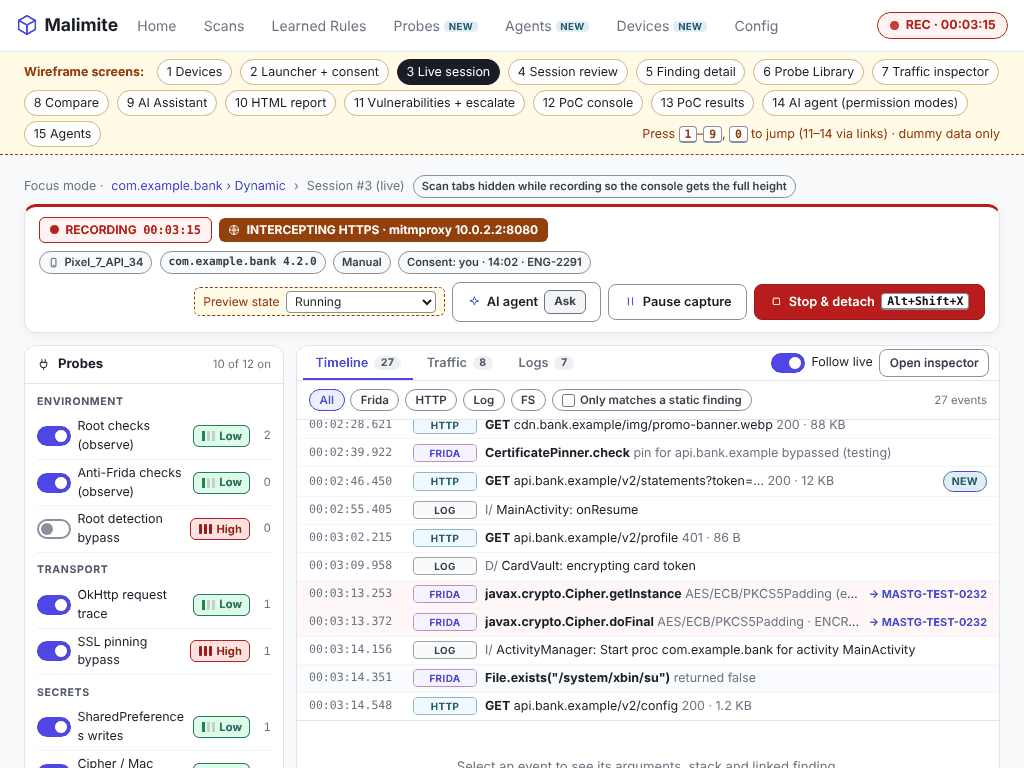 Malimite Home Scans Learned Rules Probes NEW Agents NEW Devices NEW Config REC · 00:03:15
Wireframe screens: 1 Devices 2 Launcher + consent 3 Live session 4 Session review 5 Finding detail 6 Probe Library 7 Traffic inspector
8 Compare 9 AI Assistant 10 HTML report 11 Vulnerabilities + escalate 12 PoC console 13 PoC results 14 AI agent (permission modes)
15 Agents Press 1–9, 0 to jump (11–14 via links) · dummy data only
Focus mode · com.example.bank › Dynamic › Session #3 (live) Scan tabs hidden while recording so the console gets the full height
RECORDING 00:03:15 INTERCEPTING HTTPS · mitmproxy 10.0.2.2:8080
Pixel_7_API_34 com.example.bank 4.2.0 Manual Consent: you · 14:02 · ENG-2291
Preview state Running AI agent Ask Pause capture Stop & detach Alt+Shift+X
Probes 10 of 12 on
ENVIRONMENT
Root checks
(observe) Low 2
Anti-Frida checks
(observe) Low 0
Root detection
bypass High 0
TRANSPORT
OkHttp request
trace Low 1
SSL pinning
bypass High 1
SECRETS
SharedPreference
s writes Low 1
Cipher / Mac
Timeline 27 Traffic 8 Logs 7 Follow live Open inspector
All Frida HTTP Log FS Only matches a static finding 27 events
00:02:28.621 HTTP GET cdn.bank.example/img/promo-banner.webp 200 · 88 KB
00:02:39.922 FRIDA CertificatePinner.check pin for api.bank.example bypassed (testing)
00:02:46.450 HTTP GET api.bank.example/v2/statements?token=… 200 · 12 KB NEW
00:02:55.405 LOG I/ MainActivity: onResume
00:03:02.215 HTTP GET api.bank.example/v2/profile 401 · 86 B
00:03:09.958 LOG D/ CardVault: encrypting card token
00:03:13.253 FRIDA javax.crypto.Cipher.getInstance AES/ECB/PKCS5Padding (e… → MASTG-TEST-0232
00:03:13.372 FRIDA javax.crypto.Cipher.doFinal AES/ECB/PKCS5Padding · ENCR… → MASTG-TEST-0232
00:03:14.156 LOG I/ ActivityManager: Start proc com.example.bank for activity MainActivity
00:03:14.351 FRIDA File.exists("/system/xbin/su") returned false
00:03:14.548 HTTP GET api.bank.example/v2/config 200 · 1.2 KB
Select an event to see its arguments, stack and linked finding.